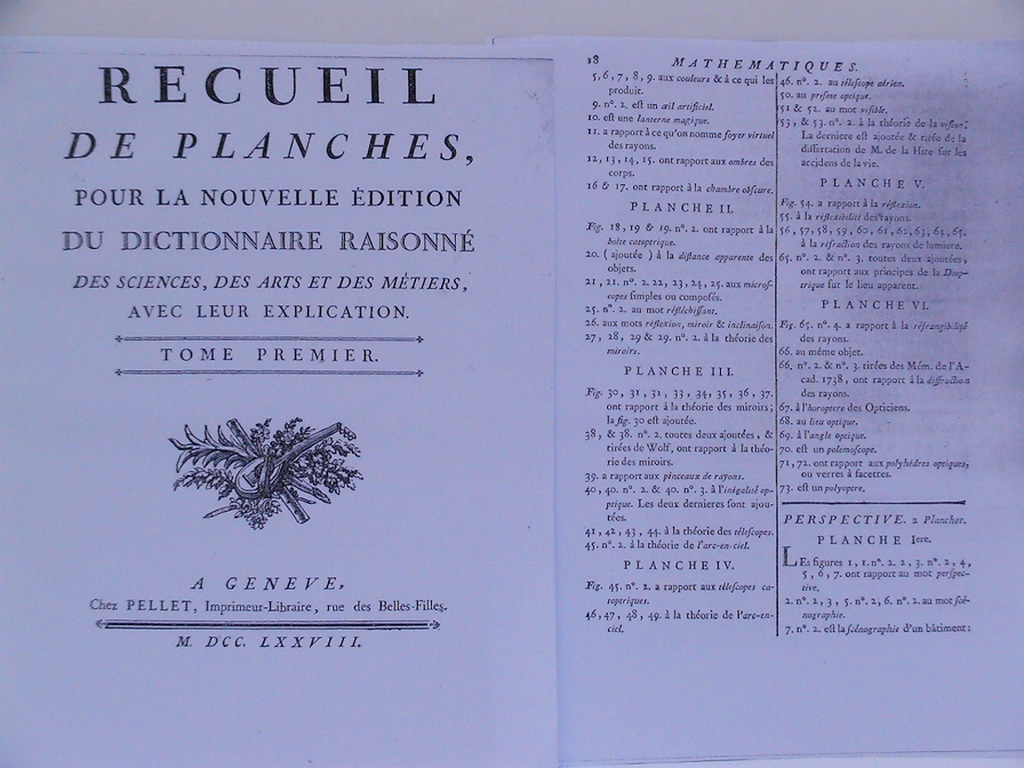 RECUEIL
DE PLANCHES,
POUR LA NOUVELLE ÉDITION
DU DICTIONNAIRE RAISONNÉ
DES SCIENCES, DES ARTS ET DES MÉTIERS,
AVEC LEUR EXPLICATION.
TOME PREMIER.
A GENEVE,
Chez PELLET, Imprimeur-Libraire, rue des Belles-Filles.
M. DCC. LXXVIII.
18 MATHEMATIQUES.
5, 6, 7, 8, 9. aux couleurs & à ce qui les
produit.
9. n°. 2. eſt un œil artificiel.
10. eſt une lanterne magique.
11. a rapport à ce qu'on nomme foyer virtuel
des rayons.
12, 13, 14, 15. ont rapport aux ombres des
corps.
16 & 17. ont rapport à la chambre obſcure.
PLANCHE II.
Fig. 18, 19 & 19. n°. 2. ont rapport à la
boîte catoptrique.
20. ( ajoutée ) à la diſtance apparente des
objets.
21, 21. n°. 2. 22, 23, 24, 25. aux microſ-
copes ſimples ou compoſés.
25. n°. 2. au mot réfléchiſſant.
26. aux mots réflexion, miroir & inclinaiſon.
27, 28, 29 & 29. n°. 2. à la théorie des
miroirs.
PLANCHE III.
Fig. 30, 31, 32, 33, 34, 35, 36, 37.
ont rapport à la théorie des miroirs ;
la fig. 30 eſt ajoutée.
38, & 38. n°. 2. toutes deux ajoutées, &
tirées de Wolf, ont rapport à la théo-
rie des miroirs.
39. a rapport aux pinceaux de rayons.
40, 40. n°. 2. & 40. n°. 3. à l'inégalité op-
tique. Les deux dernieres ſont ajou-
tées.
41, 42, 43, 44. à la théorie des téleſcopes.
45. n°. 2. à la théorie de l'arc-en-ciel.
PLANCHE IV.
Fig. 45. n°. 2. a rapport aux téleſcopes ca-
toptriques.
46, 47, 48, 49. à la théorie de l'arc-en-
ciel.
46. n°. 2. au téleſcope aérien.
50. au priſme optique.
51 & 52. au mot viſible.
53, & 53. n°. 2. à la théorie de la viſion.
La derniere eſt ajoutée & tirée de la
diſſertation de M. de la Hire ſur les
accidens de la vie.
PLANCHE V.
Fig. 54. a rapport à la réflexion.
55. à la réflexibilité des rayons.
56, 57, 58, 59, 60, 61, 62, 63, 64, 65.
à la réfraction des rayons de lumiere.
65. n°. 2. & n°. 3. toutes deux ajoutées,
ont rapport aux principes de la Diop-
trique ſur le lieu apparent.
PLANCHE VI.
Fig. 65. n°. 4. a rapport à la réfrangibilité
des rayons.
66. au même objet.
66. n°. 2. & n°. 3. tirées des Mém. de l'A-
cad. 1738, ont rapport à la diffraction
des rayons.
67. à l'horoptere des Opticiens.
68. au lieu optique.
69. à l'angle optique.
70. eſt un polemoſcope.
71, 72. ont rapport aux polyhédres optiques,
ou verres à facettes.
73. eſt un polyoptre.
PERSPECTIVE. 2 Planches.
PLANCHE Iere.
LEs figures 1, 1. n°. 2, 2, 3. n°. 2, 4,
5, 6, 7. ont rapport au mot perſpec-
tive.
2. n°. 2, 3, 5. n°. 2, 6. n°. 2. au mot ſcé-
nographie.
7. n°. 2. eſt la ſcénographie d'un bâtiment :